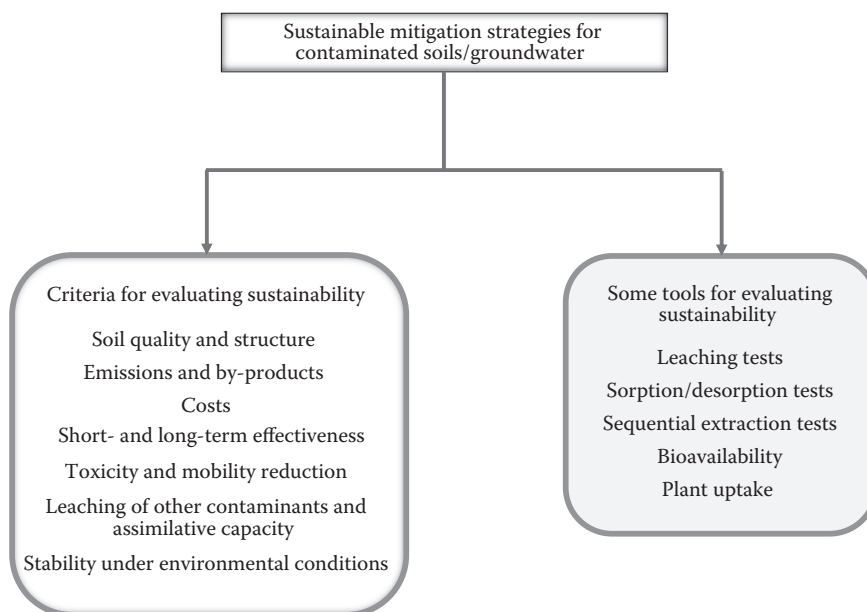 Sustainable mitigation strategies for
contaminated soils/groundwater
Criteria for evaluating sustainability
Soil quality and structure
Emissions and by-products
Costs
Short- and long-term effectiveness
Toxicity and mobility reduction
Leaching of other contaminants and
assimilative capacity
Stability under environmental conditions
Some tools for evaluating
sustainability
Leaching tests
Sorption/desorption tests
Sequential extraction tests
Bioavailability
Plant uptake